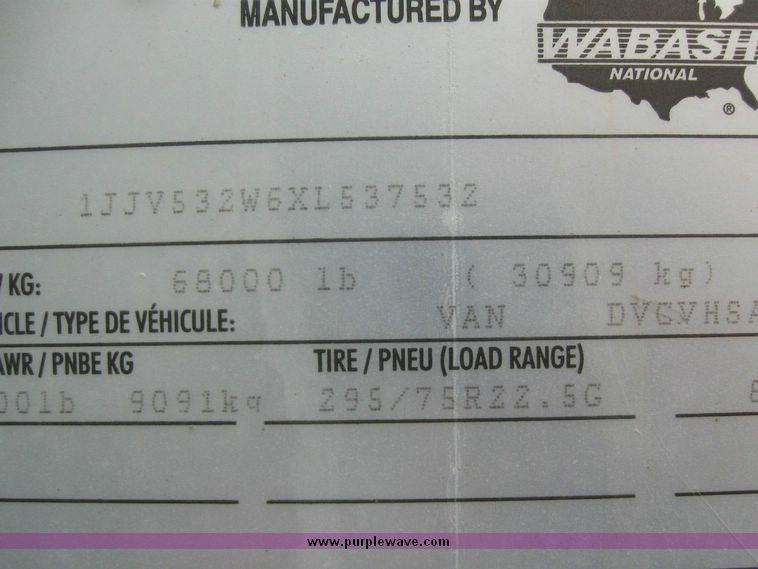 MANUFACTURED BY
WABASH
NATIONAL
®
1JJV532W6XL537532
KG: 68000 lb ( 30909 kg)
ICLE / TYPE DE VÉHICULE: VAN DVCVHSA
AWR / PNBE KG TIRE / PNEU (LOAD RANGE)
001b 9091kg 295/75R22.5G
www.purplewave.com